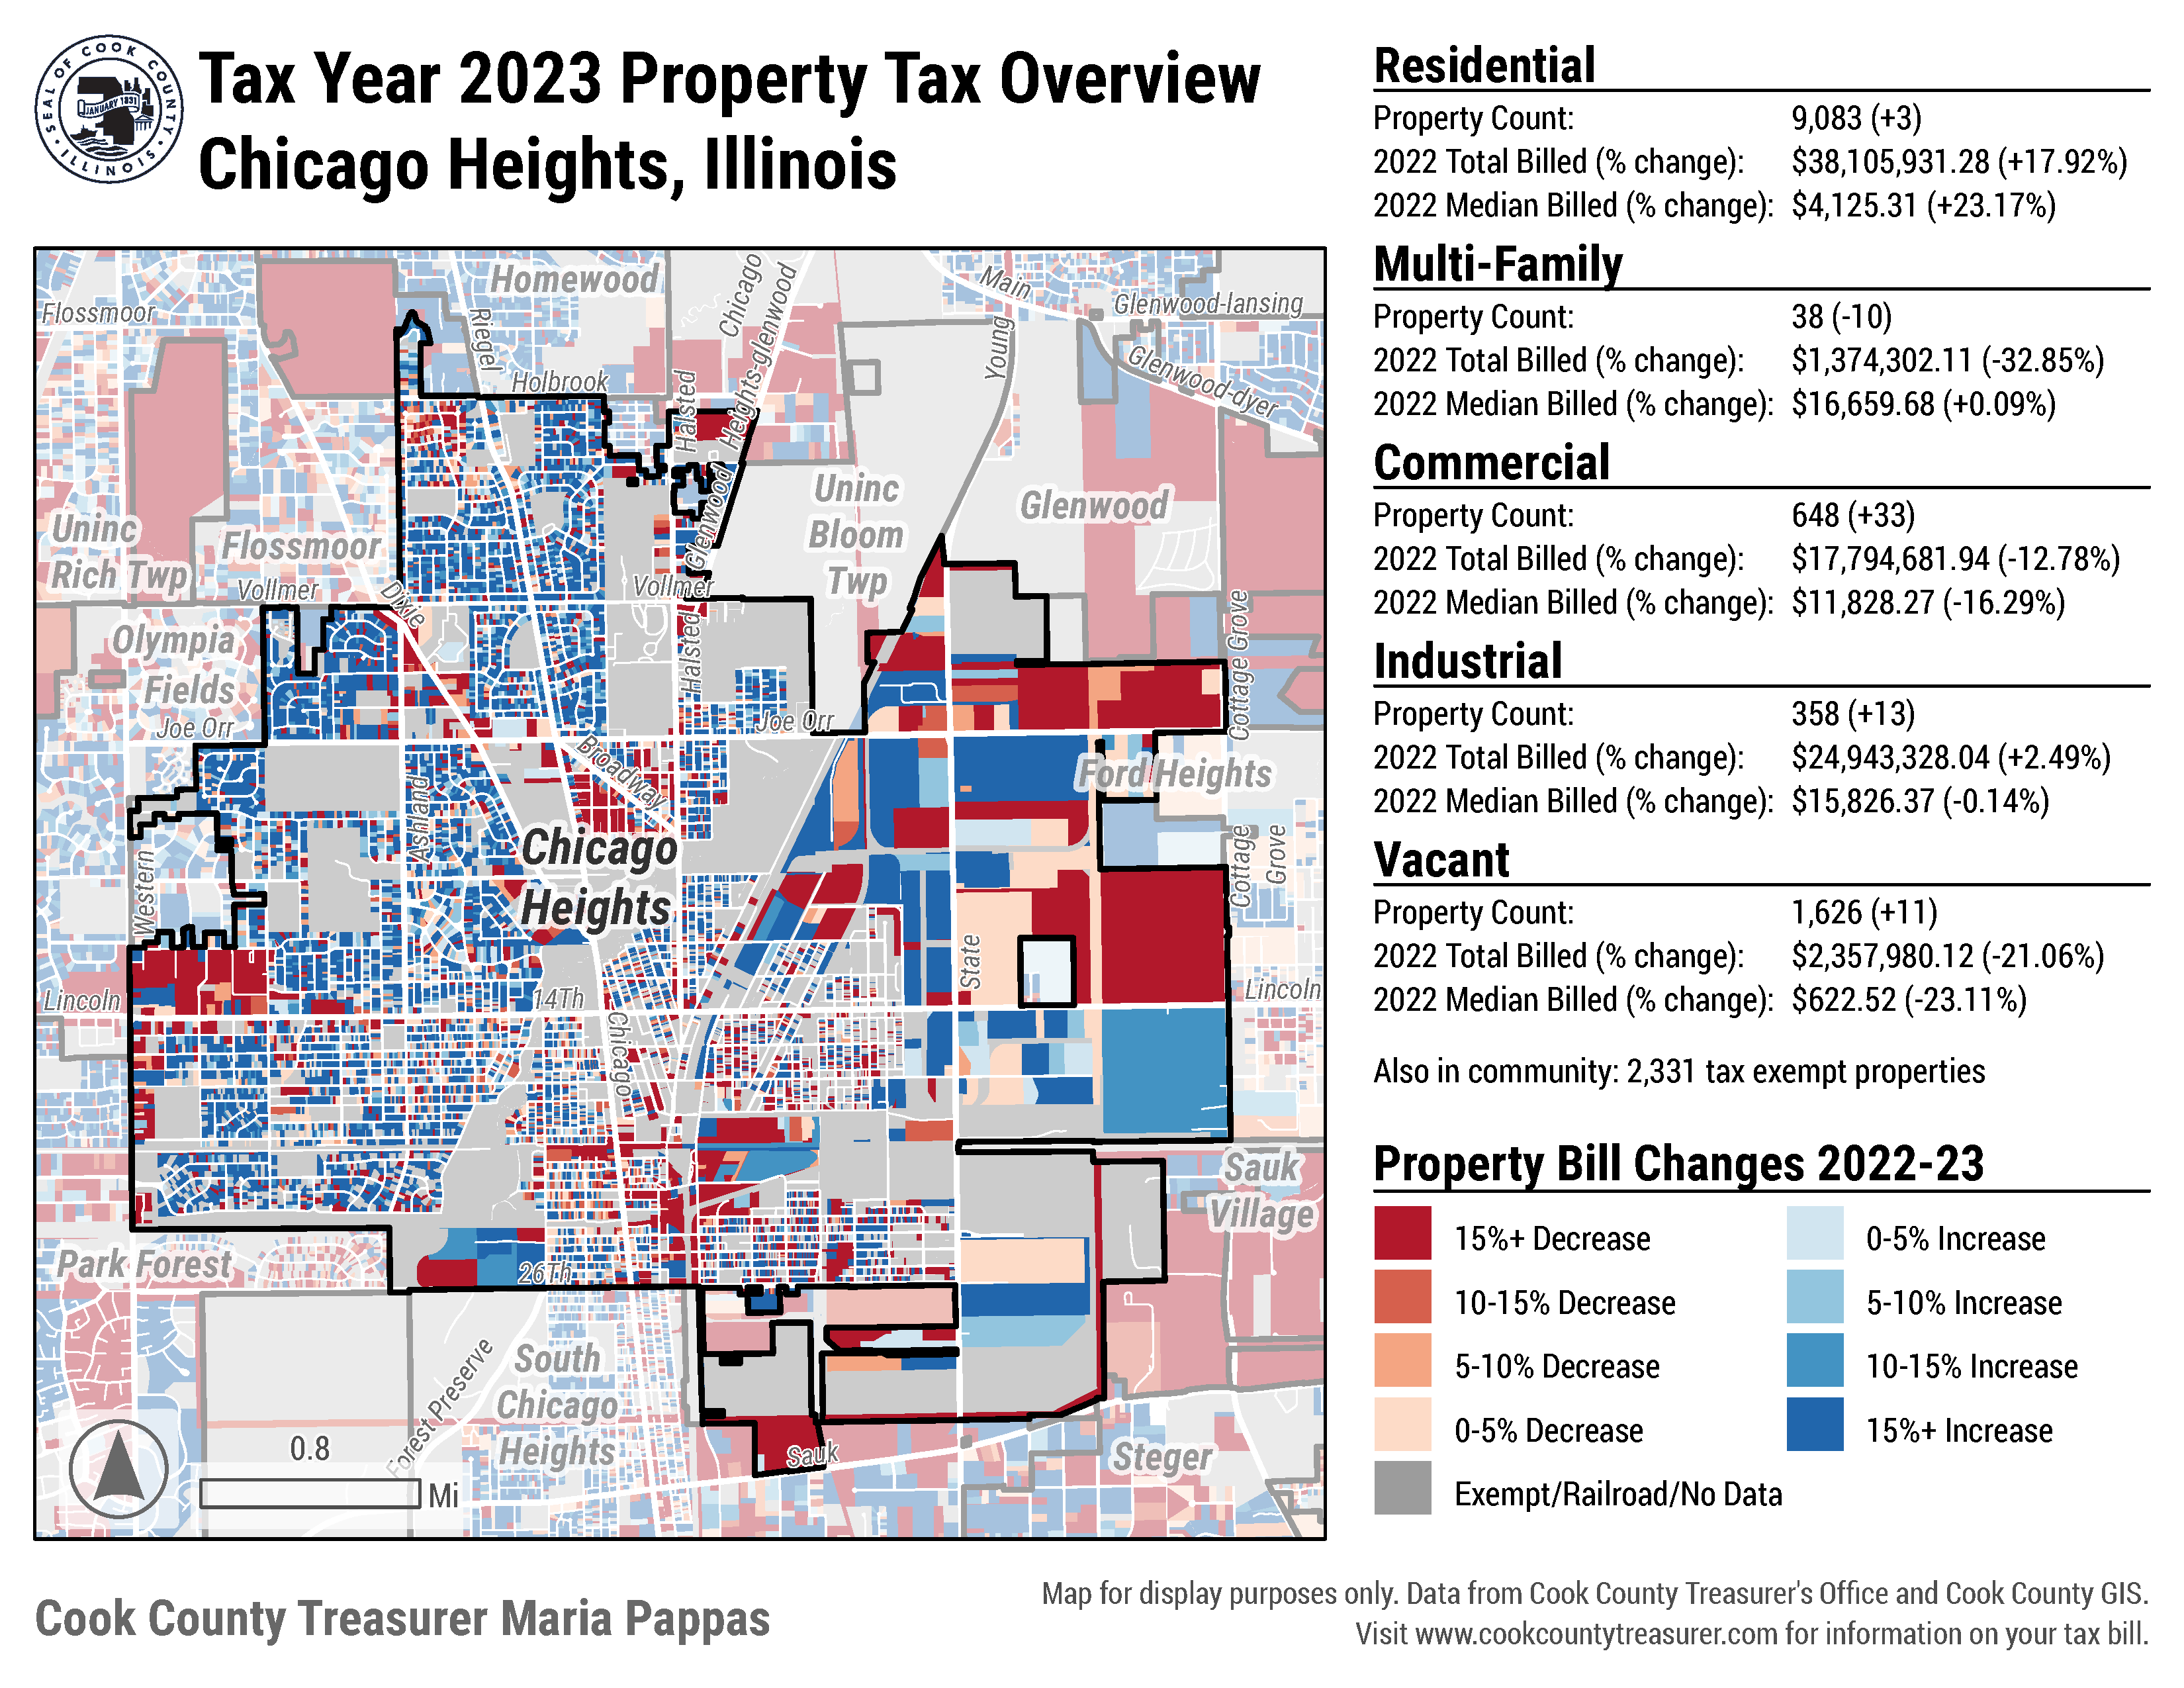 SEAL OF COOK COUNTY
JANUARY 1831
• ILLINOIS •
Tax Year 2023 Property Tax Overview
Chicago Heights, Illinois
Residential
Property Count: 9,083 (+3)
2022 Total Billed (% change): $38,105,931.28 (+17.92%)
2022 Median Billed (% change): $4,125.31 (+23.17%)
Multi-Family
Property Count: 38 (-10)
2022 Total Billed (% change): $1,374,302.11 (-32.85%)
2022 Median Billed (% change): $16,659.68 (+0.09%)
Commercial
Property Count: 648 (+33)
2022 Total Billed (% change): $17,794,681.94 (-12.78%)
2022 Median Billed (% change): $11,828.27 (-16.29%)
Industrial
Property Count: 358 (+13)
2022 Total Billed (% change): $24,943,328.04 (+2.49%)
2022 Median Billed (% change): $15,826.37 (-0.14%)
Vacant
Property Count: 1,626 (+11)
2022 Total Billed (% change): $2,357,980.12 (-21.06%)
2022 Median Billed (% change): $622.52 (-23.11%)
Also in community: 2,331 tax exempt properties
Property Bill Changes 2022-23
15%+ Decrease
10-15% Decrease
5-10% Decrease
0-5% Decrease
Exempt/Railroad/No Data
0-5% Increase
5-10% Increase
10-15% Increase
15%+ Increase
Homewood
Chicago
Heights-glenwood
Main
Glenwood-lansing
Flossmoor
Riegel
Young
Glenwood-dyer
Holbrook
Halsted
Glenwood
Uninc
Rich Twp
Flossmoor
Uninc
Bloom
Twp
Glenwood
Vollmer
Dixie
Vollmer
Olympia
Fields
Halsted
Cottage Grove
Joe Orr
Joe Orr
Broadway
Ford Heights
Ashland
Chicago
Heights
Western
Cottage
Grove
State
Lincoln
14Th
Lincoln
Chicago
Sauk
Village
Park Forest
26Th
South
Chicago
Heights
Forest Preserve
Sauk
Steger
0.8
Mi
Cook County Treasurer Maria Pappas
Map for display purposes only. Data from Cook County Treasurer's Office and Cook County GIS.
Visit www.cookcountytreasurer.com for information on your tax bill.